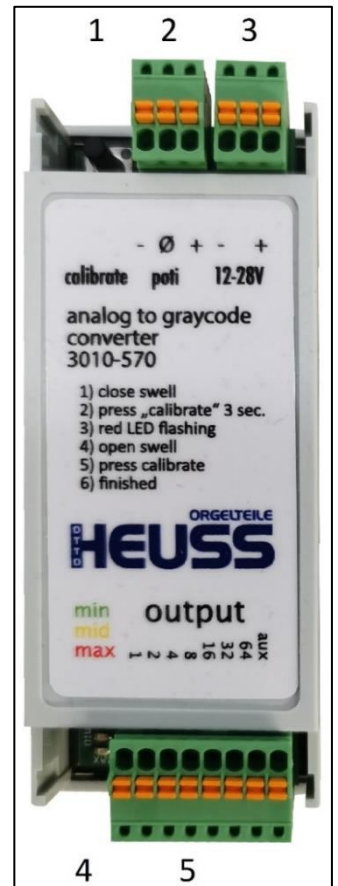 1 2 3
- Ø + - +
calibrate poti 12-28V
analog to graycode
converter
3010-570
1) close swell
2) press „calibrate" 3 sec.
3) red LED flashing
4) open swell
5) press calibrate
6) finished
ORGELTEILE
OTTO
HEUSS
min output
mid
max 1 2 4 8 16 32 64 aux
4 5